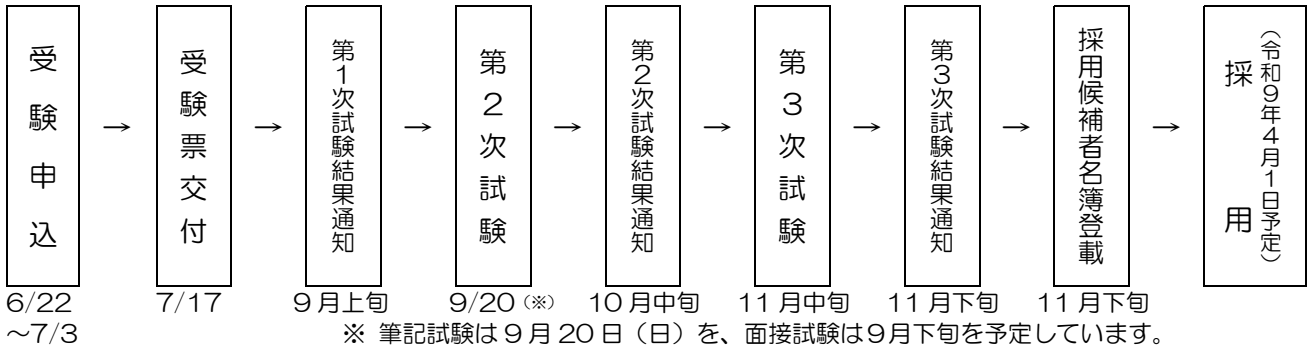 受験申込
→
受験票交付
→
第1次試験結果通知
→
第2次試験
→
第2次試験結果通知
→
第3次試験
→
第3次試験結果通知
→
採用候補者名簿登載
→
採用
（令和9年4月1日予定）
6/22
～7/3
7/17
9月上旬
9/20（※）
10月中旬
11月中旬
11月下旬
11月下旬
※ 筆記試験は9月20日（日）を、面接試験は9月下旬を予定しています。